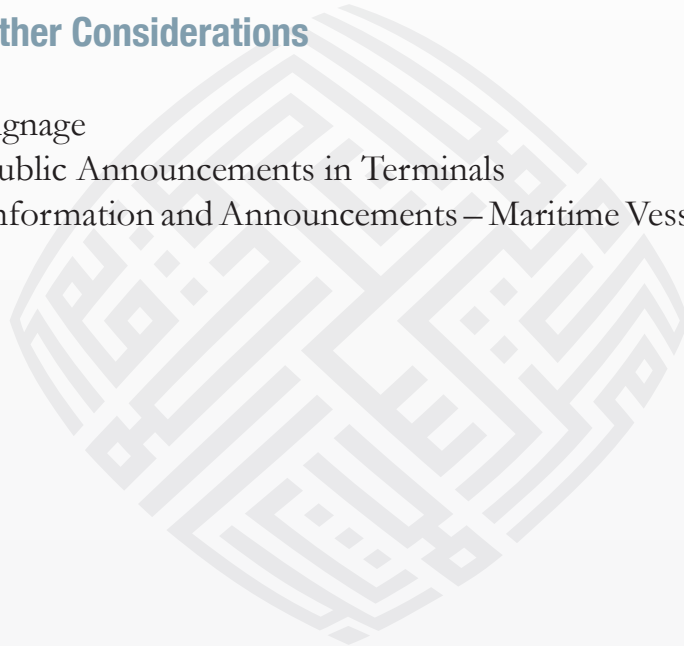 ther Considerations
gnage
ublic Announcements in Terminals
nformation and Announcements – Maritime Vess